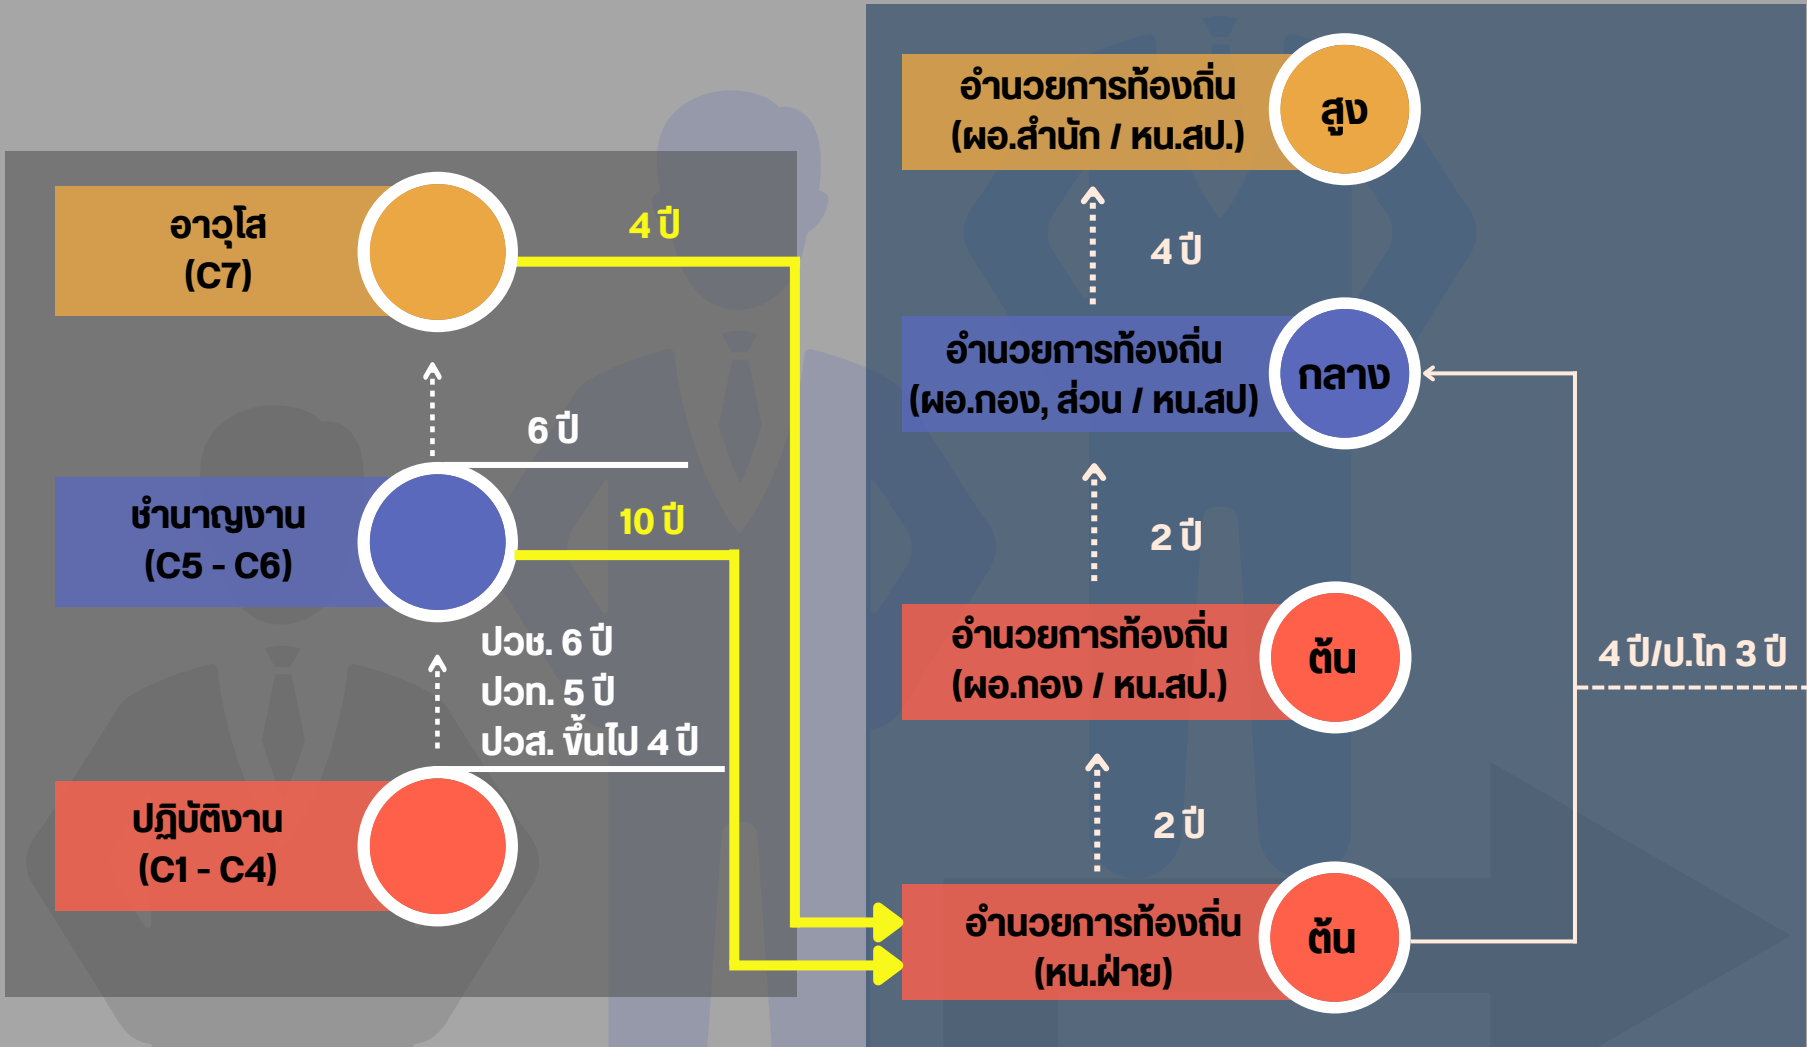 อาวุโส
(C7)
4 ปี
6 ปี
ชำนาญงาน
(C5 - C6)
10 ปี
ปวช. 6 ปี
ปวท. 5 ปี
ปวส. ขึ้นไป 4 ปี
ปฏิบัติงาน
(C1 - C4)
อำนวยการท้องถิ่น
(ผอ.สำนัก / หน.สป.)
สูง
4 ปี
อำนวยการท้องถิ่น
(ผอ.กอง, ส่วน / หน.สป)
กลาง
2 ปี
อำนวยการท้องถิ่น
(ผอ.กอง / หน.สป.)
ต้น
4 ปี/ป.โท 3 ปี
2 ปี
อำนวยการท้องถิ่น
(หน.ฝ่าย)
ต้น